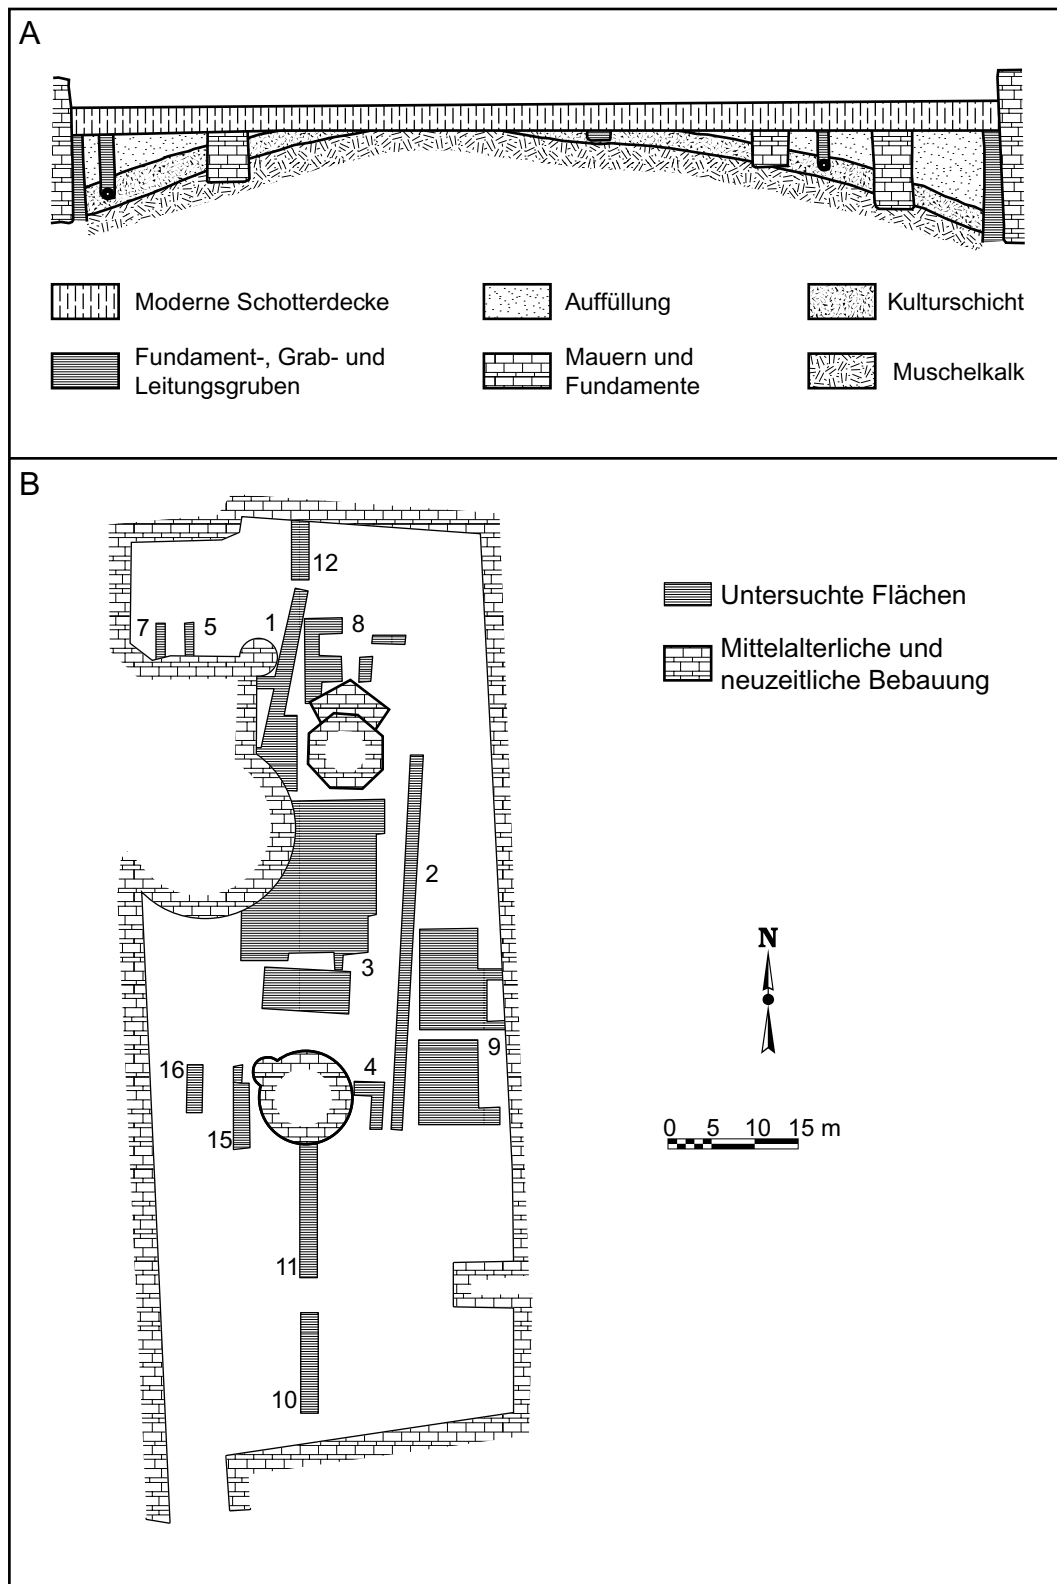 A
Moderne Schotterdecke
Auffüllung
Kulturschicht
Fundament-, Grab- und
Leitungsgruben
Mauern und
Fundamente
Muschelkalk
B
12
7
5
1
8
Untersuchte Flächen
Mittelalterliche und
neuzeitliche Bebauung
2
3
N
9
16
4
15
0 5 10 15 m
11
10